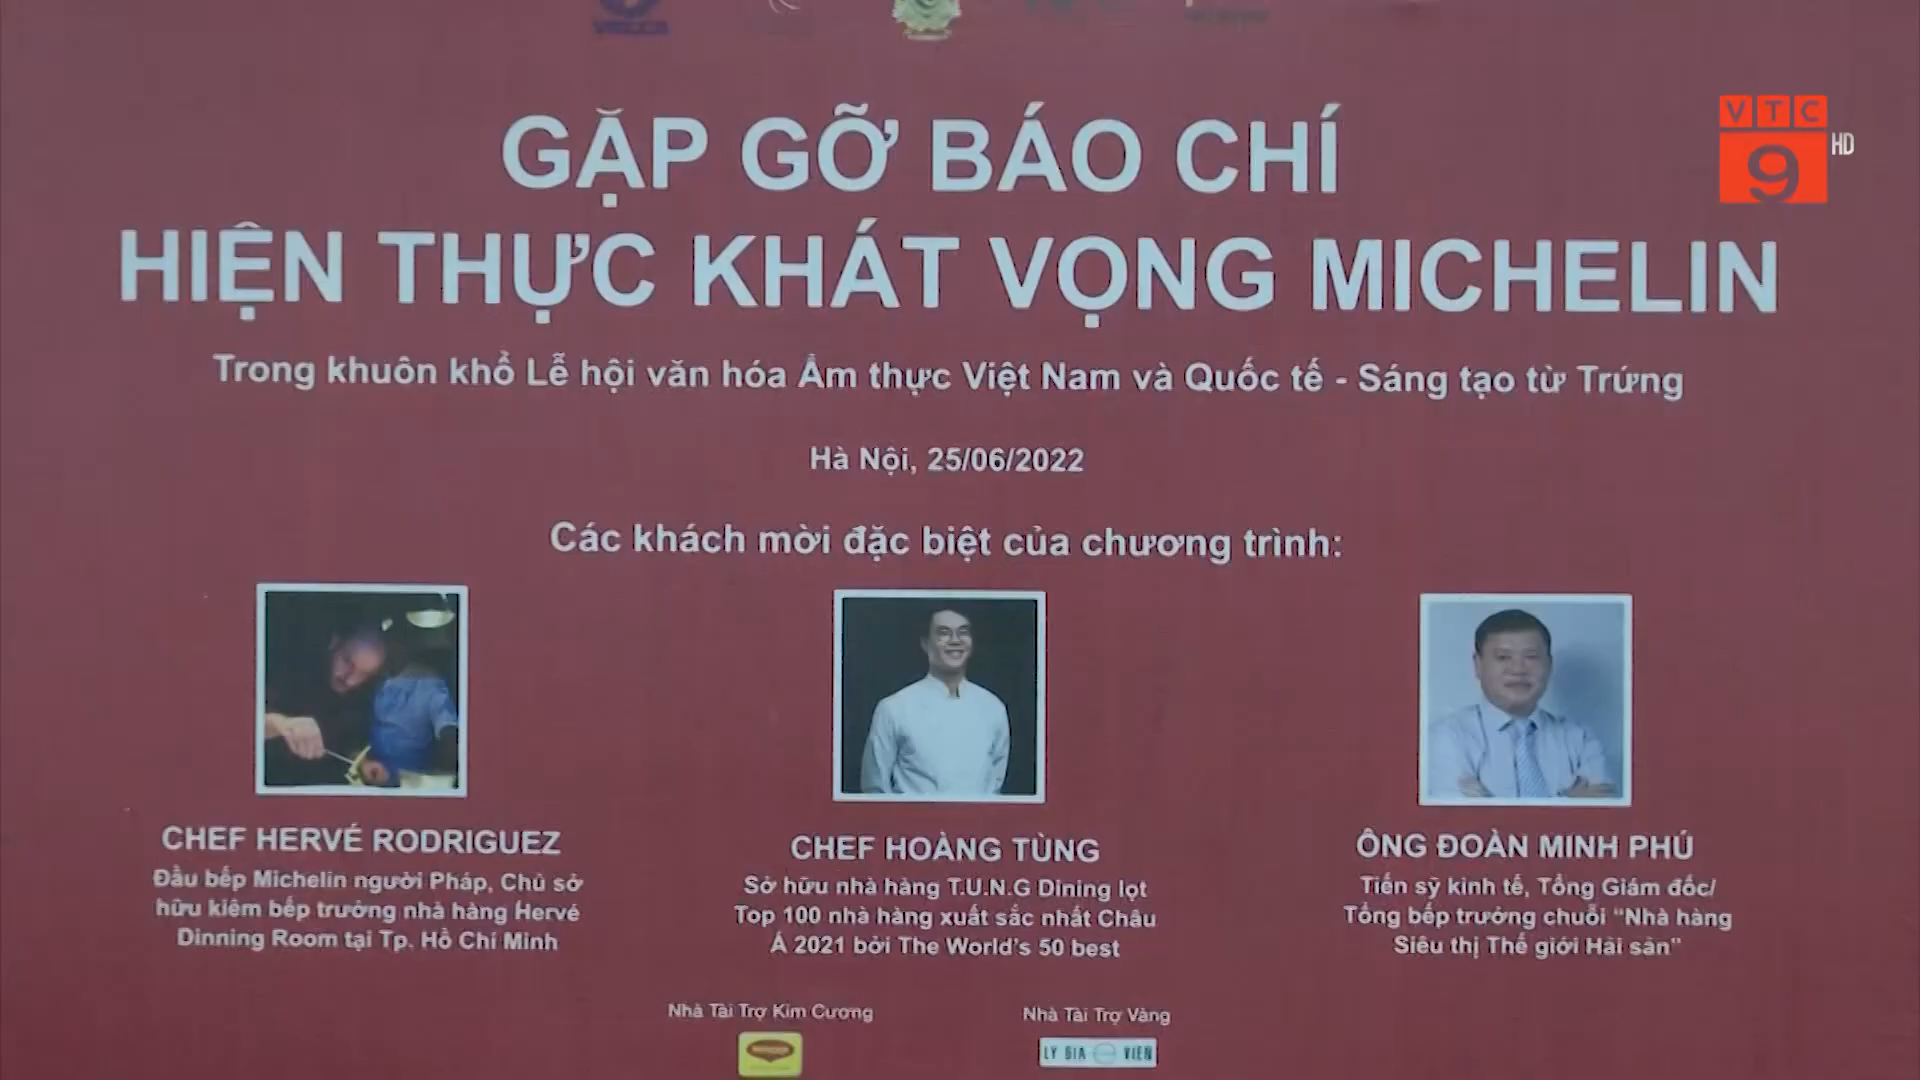 VTC
9
HD
GẶP GỠ BÁO CHÍ
HIỆN THỰC KHÁT VỌNG MICHELIN
Trong khuôn khổ Lễ hội văn hóa Ẩm thực Việt Nam và Quốc tế - Sáng tạo từ Trứng
Hà Nội, 25/06/2022
Các khách mời đặc biệt của chương trình:
CHEF HERVÉ RODRIGUEZ
Đầu bếp Michelin người Pháp, Chủ sở
hữu kiêm bếp trưởng nhà hàng Hervé
Dinning Room tại Tp. Hồ Chí Minh
CHEF HOÀNG TÙNG
Sở hữu nhà hàng T.U.N.G Dining lọt
Top 100 nhà hàng xuất sắc nhất Châu
Á 2021 bởi The World's 50 best
ÔNG ĐOÀN MINH PHÚ
Tiến sỹ kinh tế, Tổng Giám đốc/
Tổng bếp trưởng chuỗi "Nhà hàng
Siêu thị Thế giới Hải sản"
Nhà Tài Trợ Kim Cương
Nhà Tài Trợ Vàng
MAGGI
LÝ GIA VIÊN